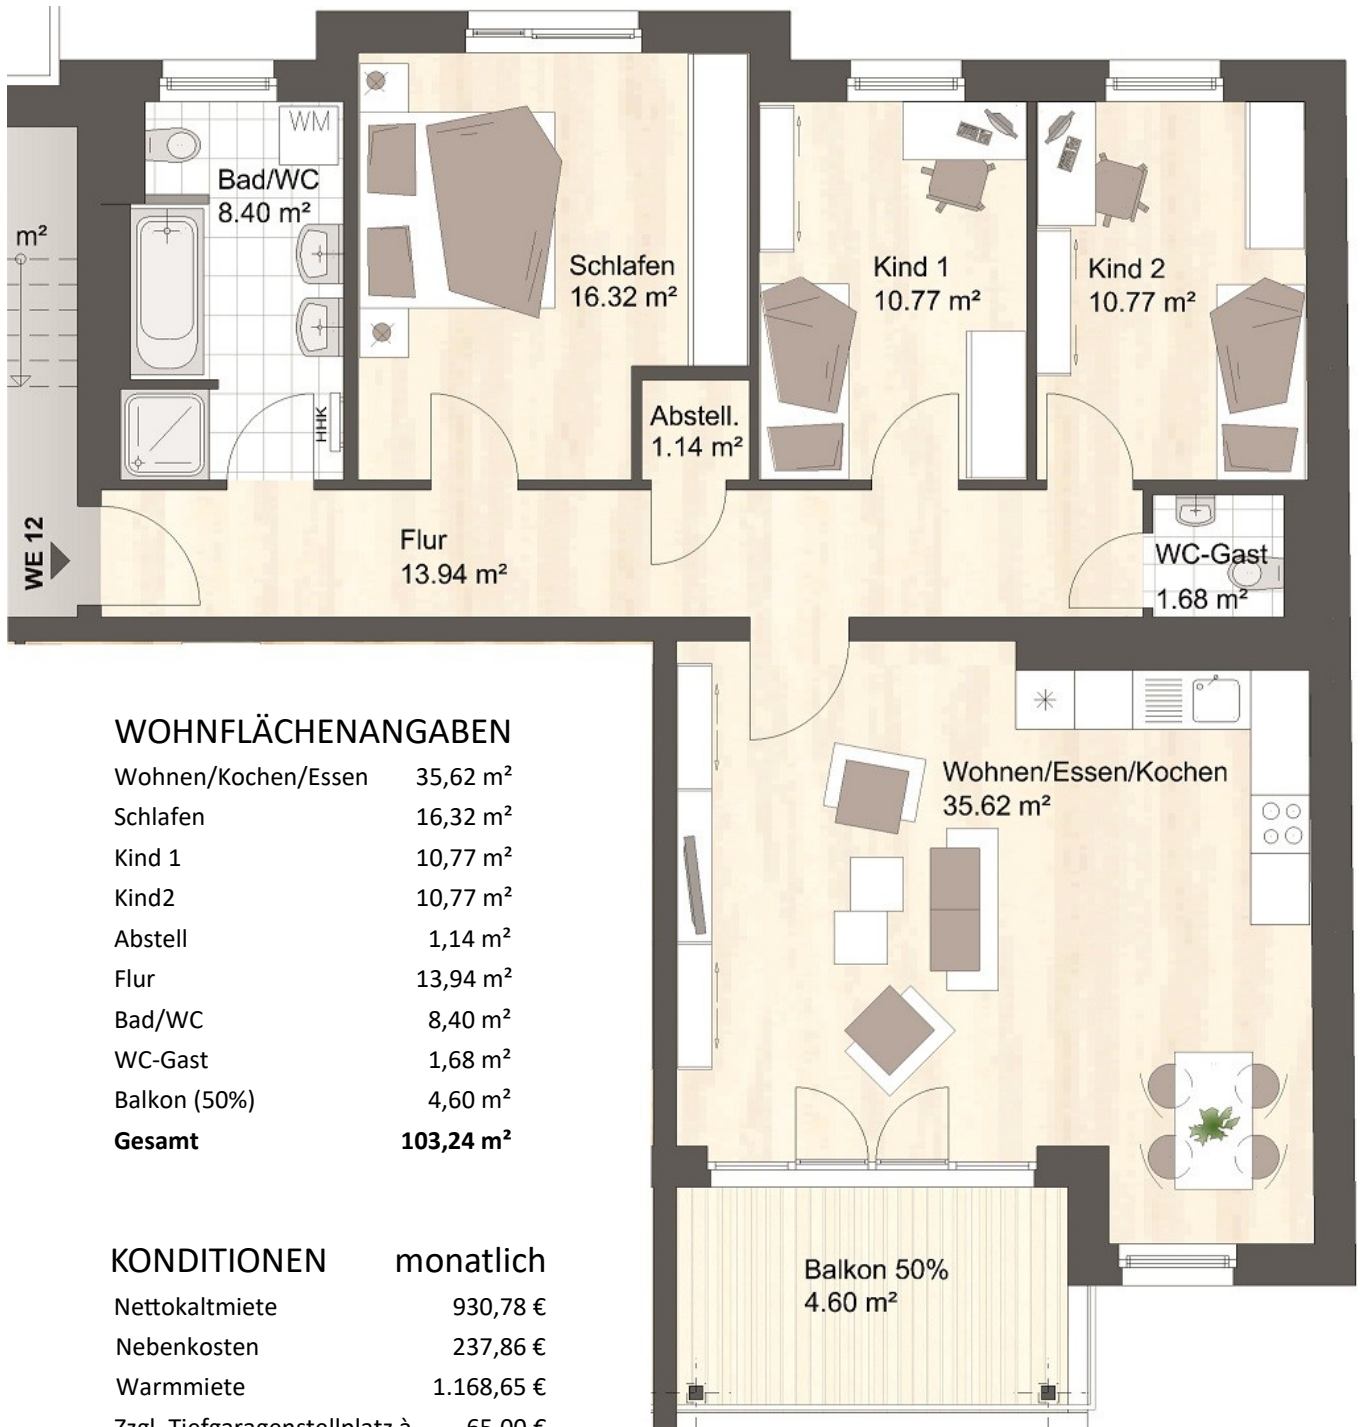 WM
Bad/WC
8.40 m²
m²
HHK
Schlafen
16.32 m²
Kind 1
10.77 m²
Kind 2
10.77 m²
Abstell.
1.14 m²
WE 12
Flur
13.94 m²
WC-Gast
1.68 m²
Wohnen/Essen/Kochen
35.62 m²
Balkon 50%
4.60 m²
WOHNFLÄCHENANGABEN
Wohnen/Kochen/Essen 35,62 m²
Schlafen 16,32 m²
Kind 1 10,77 m²
Kind2 10,77 m²
Abstell 1,14 m²
Flur 13,94 m²
Bad/WC 8,40 m²
WC-Gast 1,68 m²
Balkon (50%) 4,60 m²
Gesamt 103,24 m²
KONDITIONEN monatlich
Nettokaltmiete 930,78 €
Nebenkosten 237,86 €
Warmmiete 1.168,65 €
Zzgl. Tiefgaragenstellplatz à 65,00 €